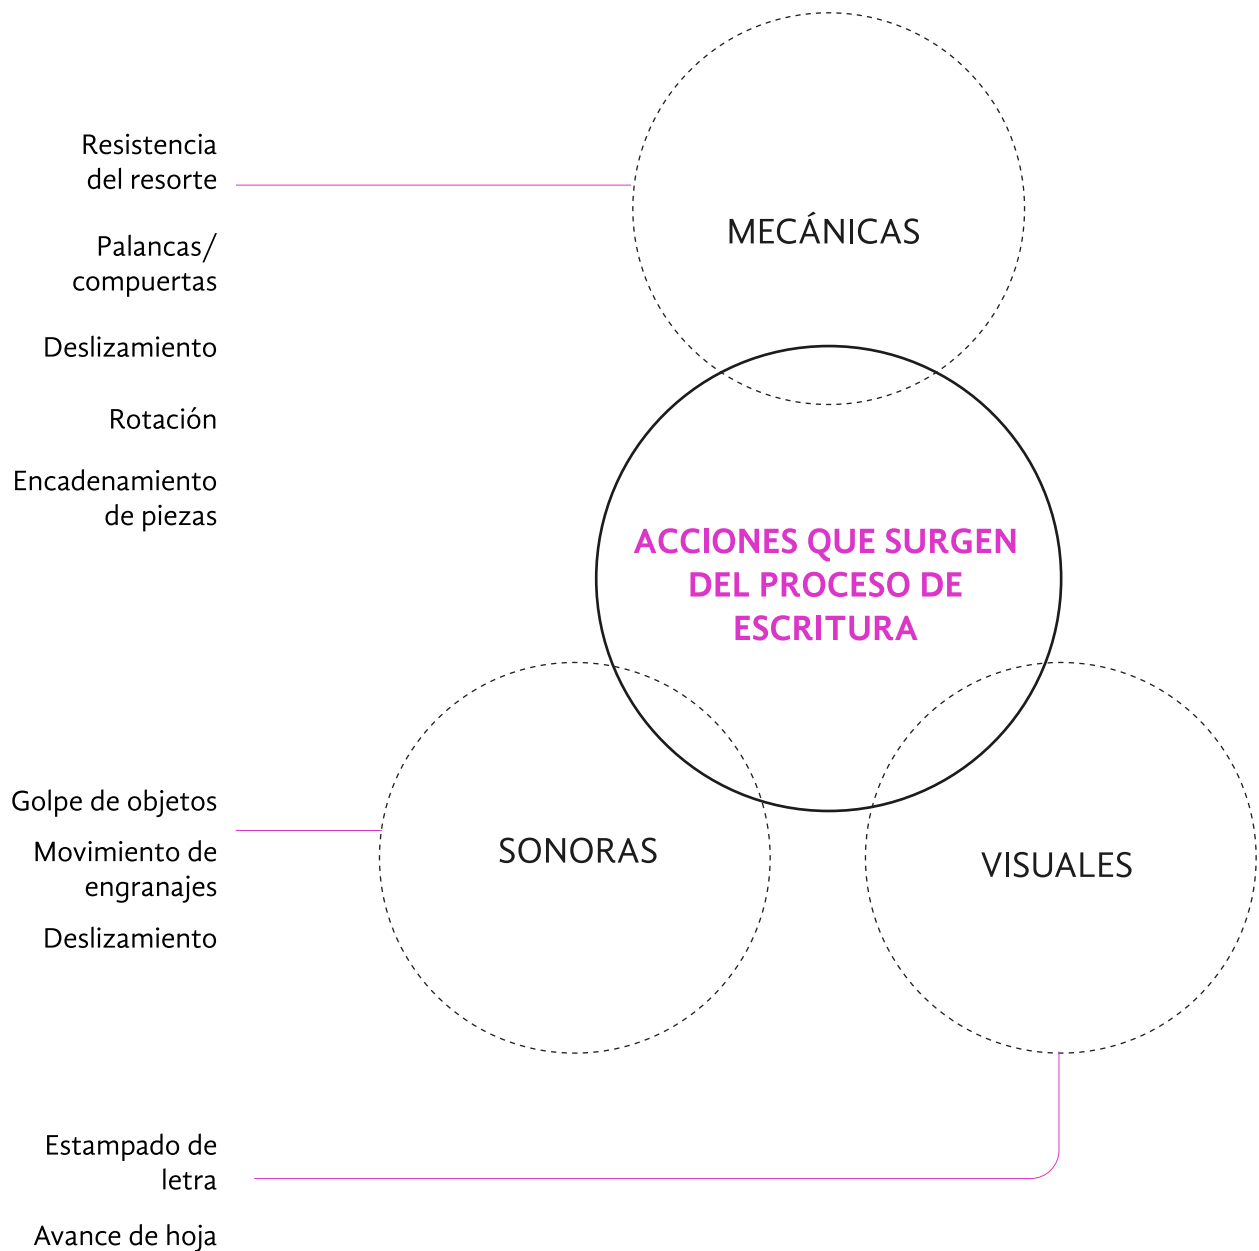 Resistencia
del resorte
Palancas/
compuertas
Deslizamiento
Rotación
Encadenamiento
de piezas
MECÁNICAS
ACCIONES QUE SURGEN
DEL PROCESO DE
ESCRITURA
Golpe de objetos
Movimiento de
engranajes
Deslizamiento
SONORAS
VISUALES
Estampado de
letra
Avance de hoja